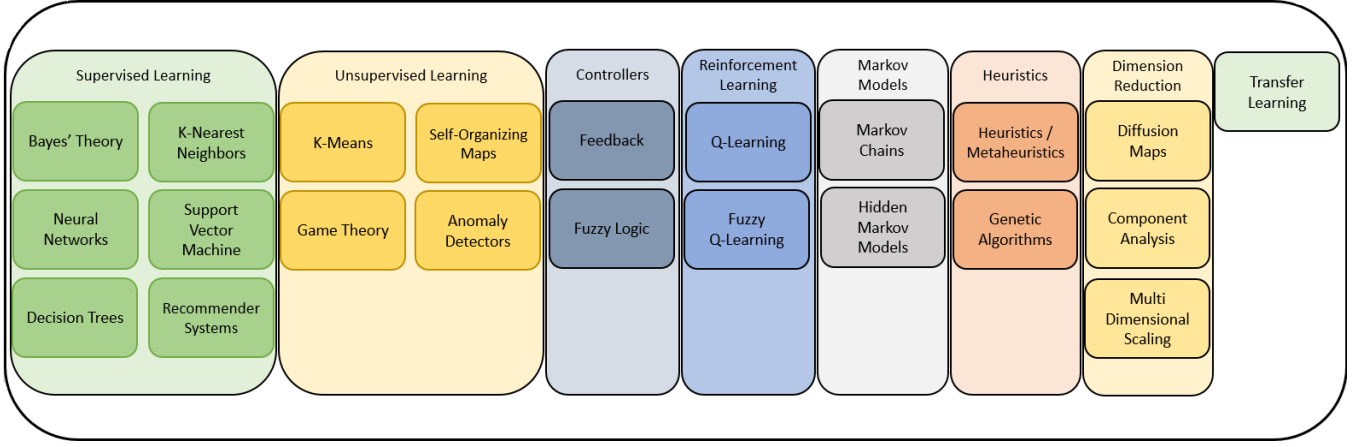 Supervised Learning
Bayes' Theory
K-Nearest
Neighbors
Neural
Networks
Support
Vector
Machine
Decision Trees
Recommender
Systems
Unsupervised Learning
K-Means
Self-Organizing
Maps
Game Theory
Anomaly
Detectors
Controllers
Feedback
Fuzzy Logic
Reinforcement
Learning
Q-Learning
Fuzzy
Q-Learning
Markov
Models
Markov
Chains
Hidden
Markov
Models
Heuristics
Heuristics /
Metaheuristics
Genetic
Algorithms
Dimension
Reduction
Diffusion
Maps
Component
Analysis
Multi
Dimensional
Scaling
Transfer
Learning